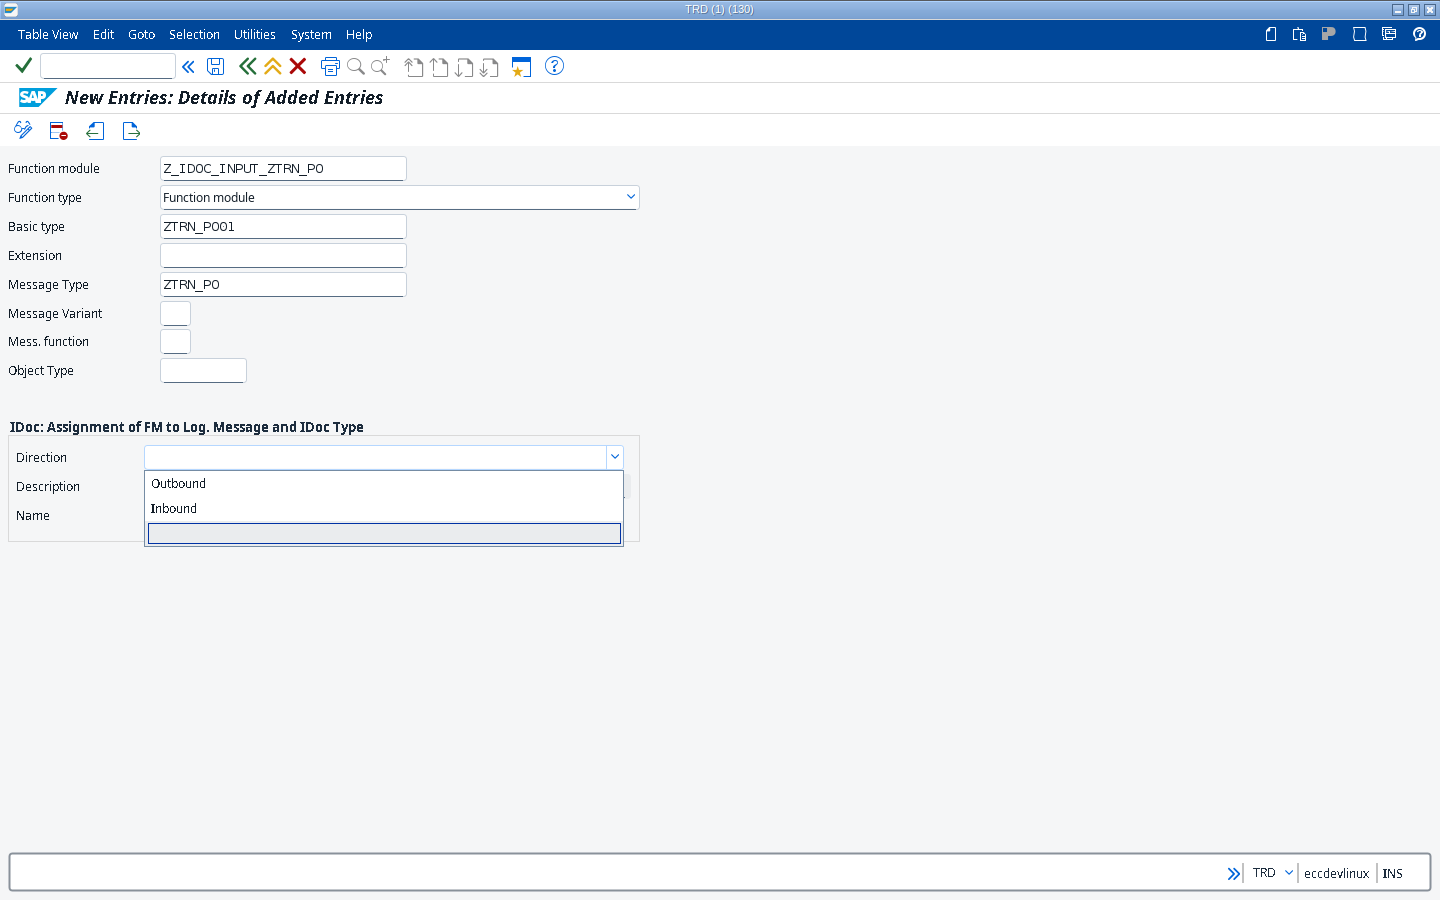 TRD (1) (130)
Table View Edit Goto Selection Utilities System Help
SAP New Entries: Details of Added Entries
Function module Z_IDOC_INPUT_ZTRN_PO
Function type Function module
Basic type ZTRN_PO01
Extension
Message Type ZTRN_PO
Message Variant
Mess. function
Object Type
IDoc: Assignment of FM to Log. Message and IDoc Type
Direction
Outbound
Description
Inbound
Name
TRD eccdevlinux INS